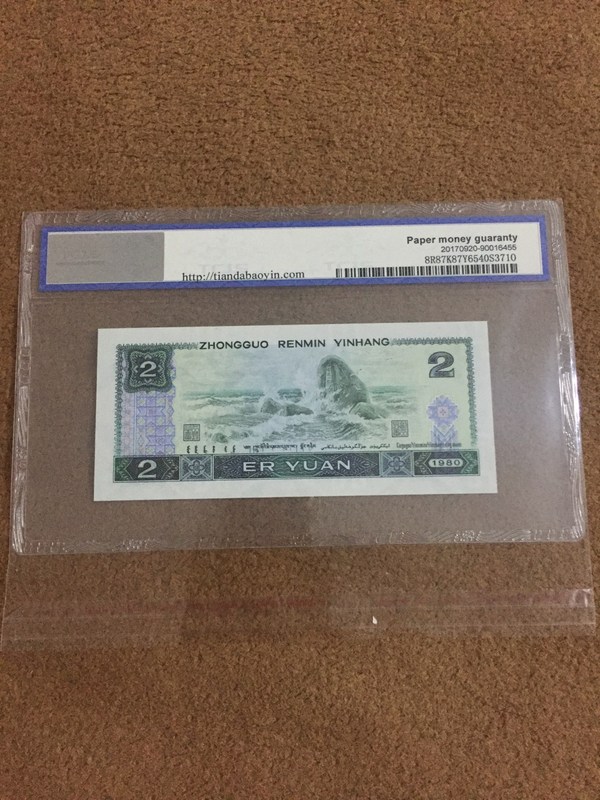 Paper money guaranty
20170920-90016455
http://tiandabaoyin.com
8R87K87Y6540S3710
ZHONGGUO RENMIN YINHANG
2
2
2 ER YUAN 1980